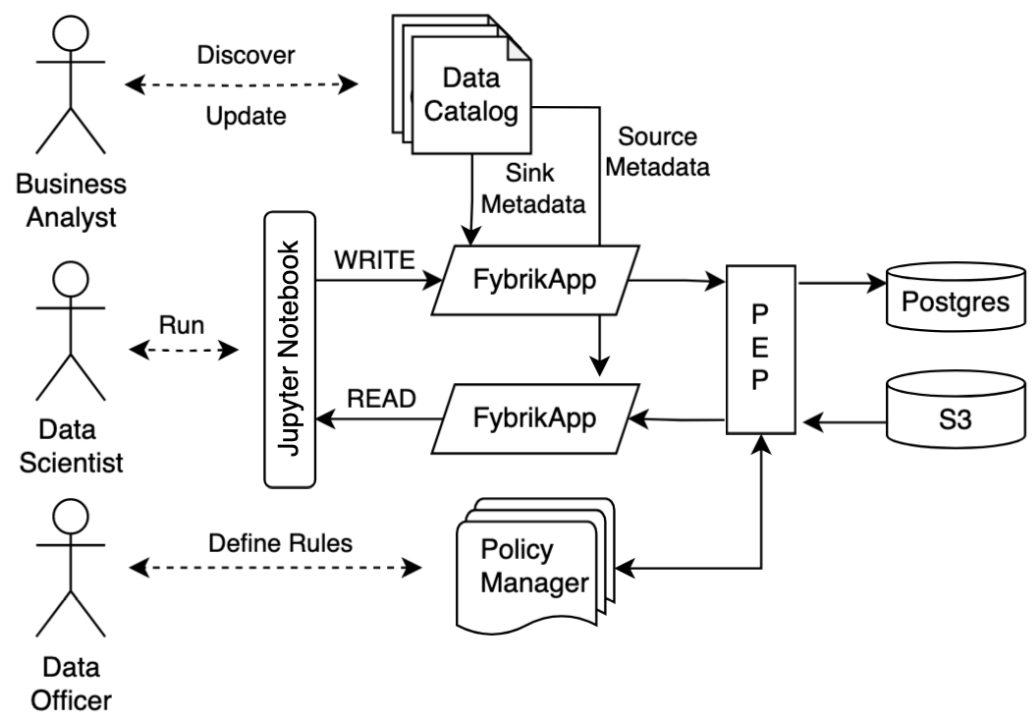 Discover
Update
Data
Catalog
Source
Metadata
Sink
Metadata
Business
Analyst
Jupyter Notebook
WRITE
FybrikApp
P
E
P
Postgres
Run
READ
FybrikApp
S3
Data
Scientist
Define Rules
Policy
Manager
Data
Officer